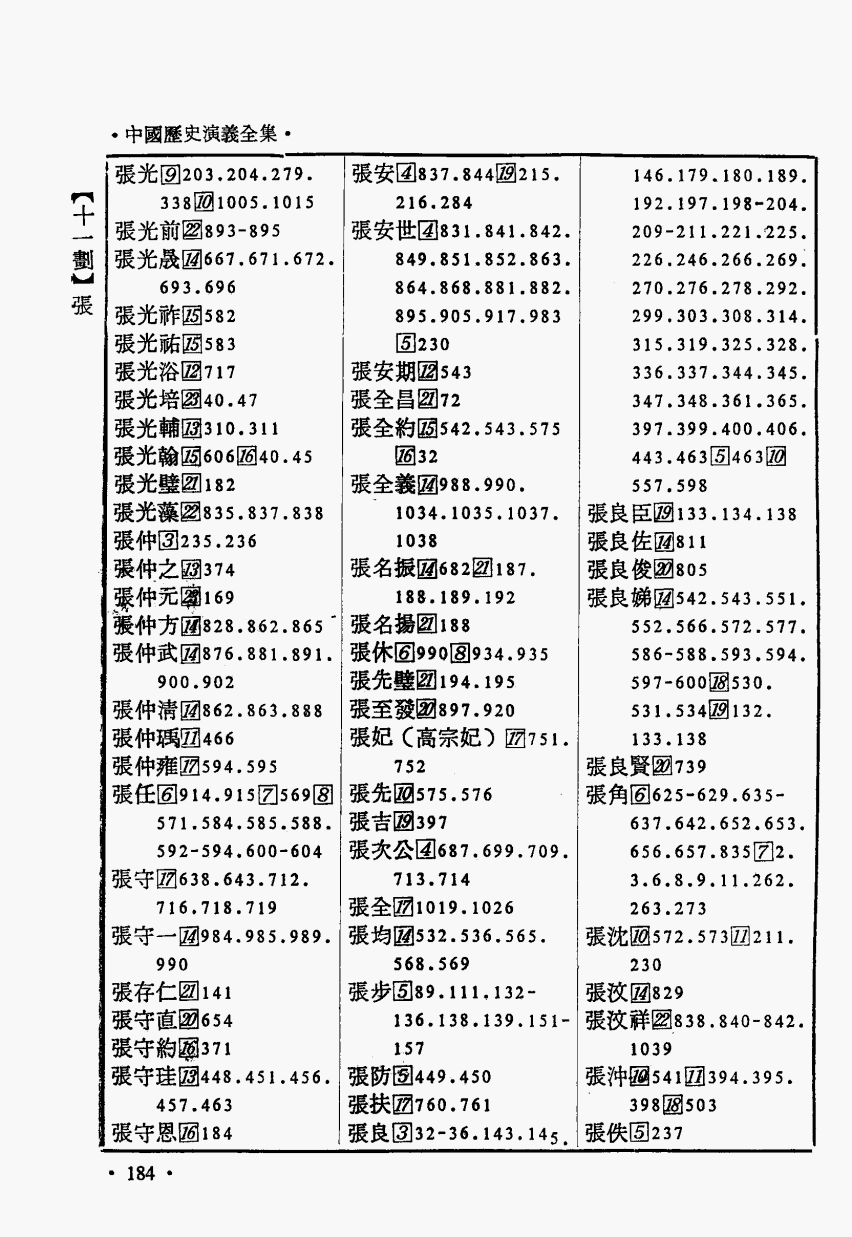 ・中國歷史演義全集・
【十一劃】張
張光[9]203.204.279.
338[10]1005.1015
張光前[22]893-895
張光晟[14]667.671.672.
693.696
張光祚[15]582
張光祐[15]583
張光浴[12]717
張光培[23]40.47
張光輔[13]310.311
張光翰[15]606[16]40.45
張光璧[21]182
張光藻[22]835.837.838
張仲[3]235.236
張仲之[13]374
張仲元169
張仲方[14]828.862.865
張仲武[14]876.881.891.
900.902
張仲清[14]862.863.888
張仲瑀[11]466
張仲雍[17]594.595
張任[6]914.915[7]569[8]
571.584.585.588.
592-594.600-604
張守[17]638.643.712.
716.718.719
張守一[14]984.985.989.
990
張存仁[21]141
張守直[20]654
張守約[16]371
張守珪[13]448.451.456.
457.463
張守恩[16]184
張安[4]837.844[19]215.
216.284
張安世[4]831.841.842.
849.851.852.863.
864.868.881.882.
895.905.917.983
[5]230
張安期[12]543
張全昌[21]72
張全約[15]542.543.575
[16]32
張全義[14]988.990.
1034.1035.1037.
1038
張名振[14]682[21]187.
188.189.192
張名揚[21]188
張休[6]990[8]934.935
張先璧[21]194.195
張至發[20]897.920
張妃（高宗妃）[17]751.
752
張先[10]575.576
張吉[19]397
張次公[4]687.699.709.
713.714
張全[17]1019.1026
張均[14]532.536.565.
568.569
張步[5]89.111.132-
136.138.139.151-
157
張防[5]449.450
張扶[17]760.761
張良[3]32-36.143.145.
146.179.180.189.
192.197.198-204.
209-211.221.225.
226.246.266.269.
270.276.278.292.
299.303.308.314.
315.319.325.328.
336.337.344.345.
347.348.361.365.
397.399.400.406.
443.463[5]463[10]
557.598
張良臣[19]133.134.138
張良佐[14]811
張良俊[20]805
張良娣[14]542.543.551.
552.566.572.577.
586-588.593.594.
597-600[18]530.
531.534[19]132.
133.138
張良賢[20]739
張角[6]625-629.635-
637.642.652.653.
656.657.835[7]2.
3.6.8.9.11.262.
263.273
張沈[10]572.573[11]211.
230
張汶[14]829
張汶祥[22]838.840-842.
1039
張沖[10]541[11]394.395.
398[18]503
張佚[5]237
・184・